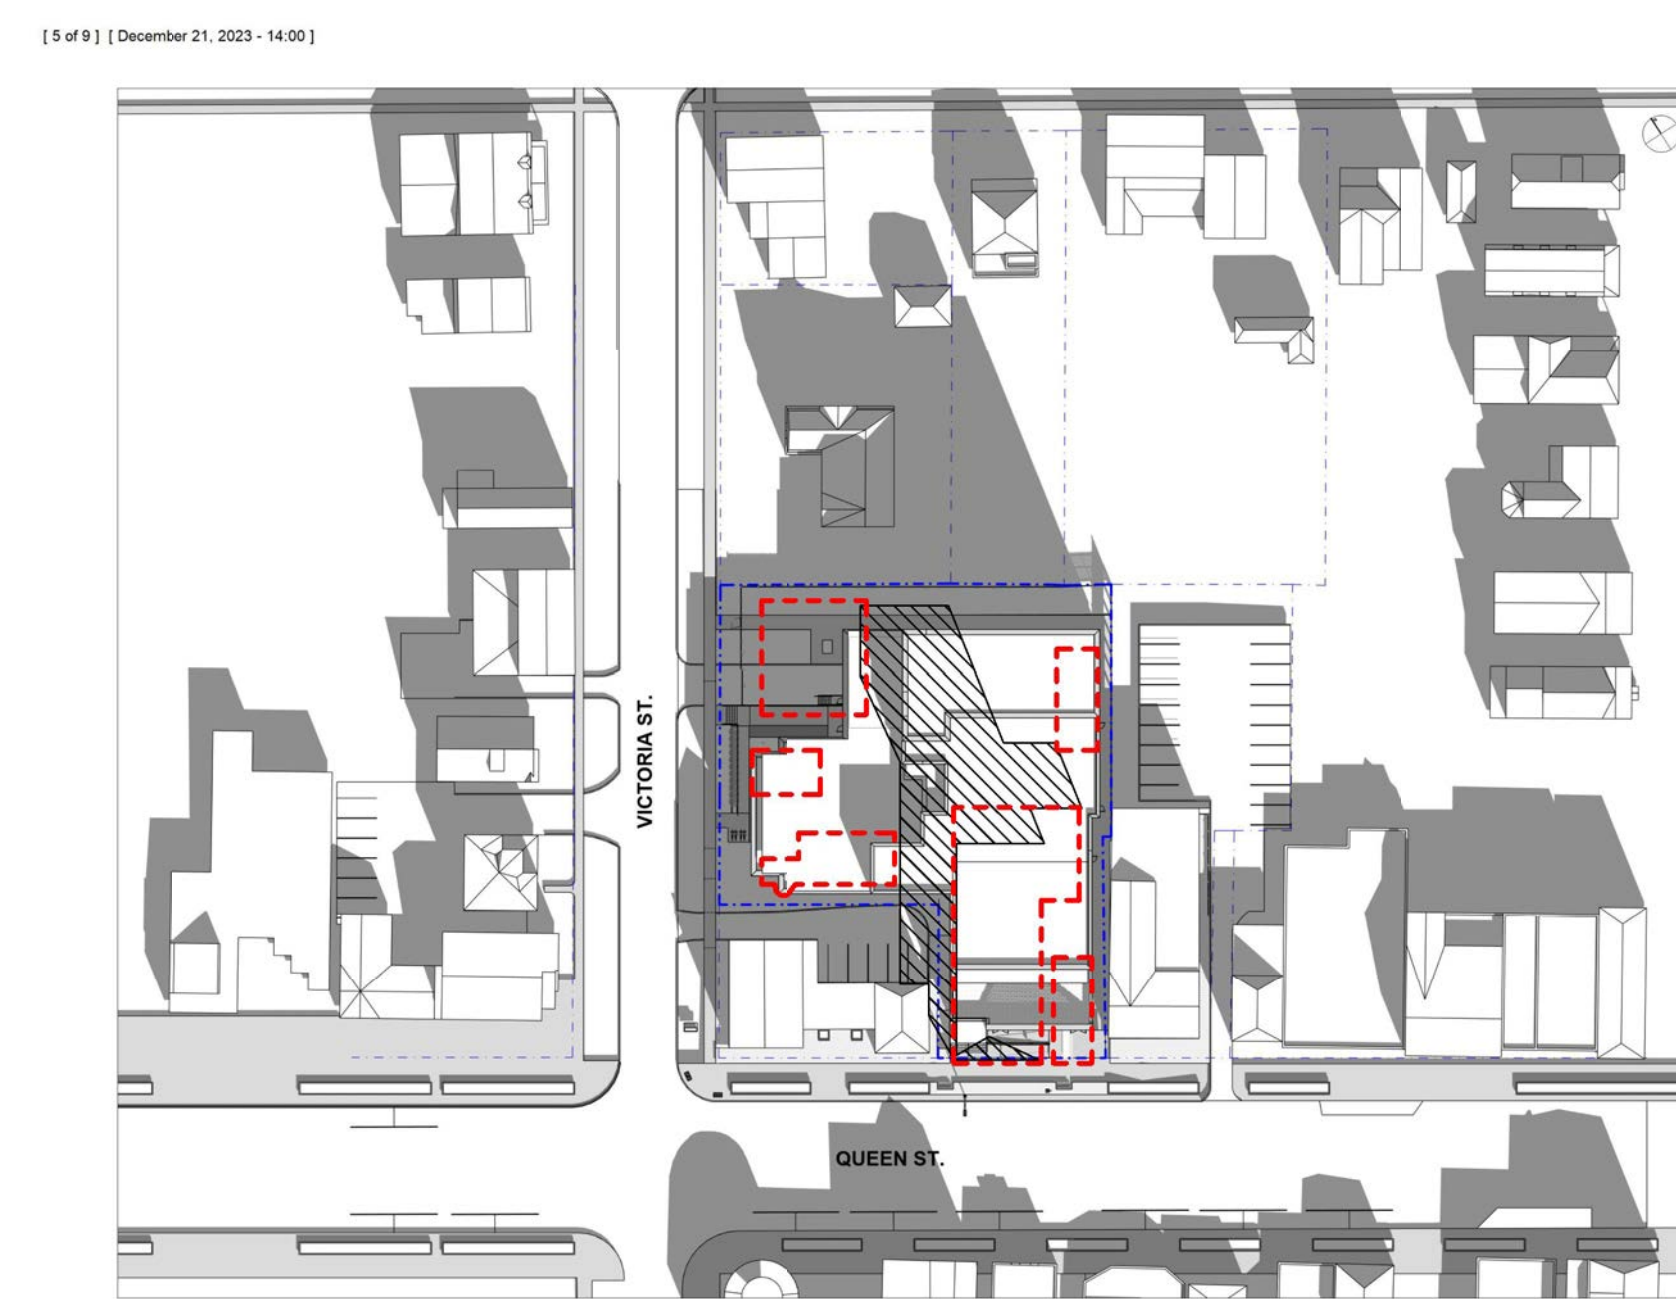 [ 5 of 9 ] [ December 21, 2023 - 14:00 ]
VICTORIA ST.
QUEEN ST.